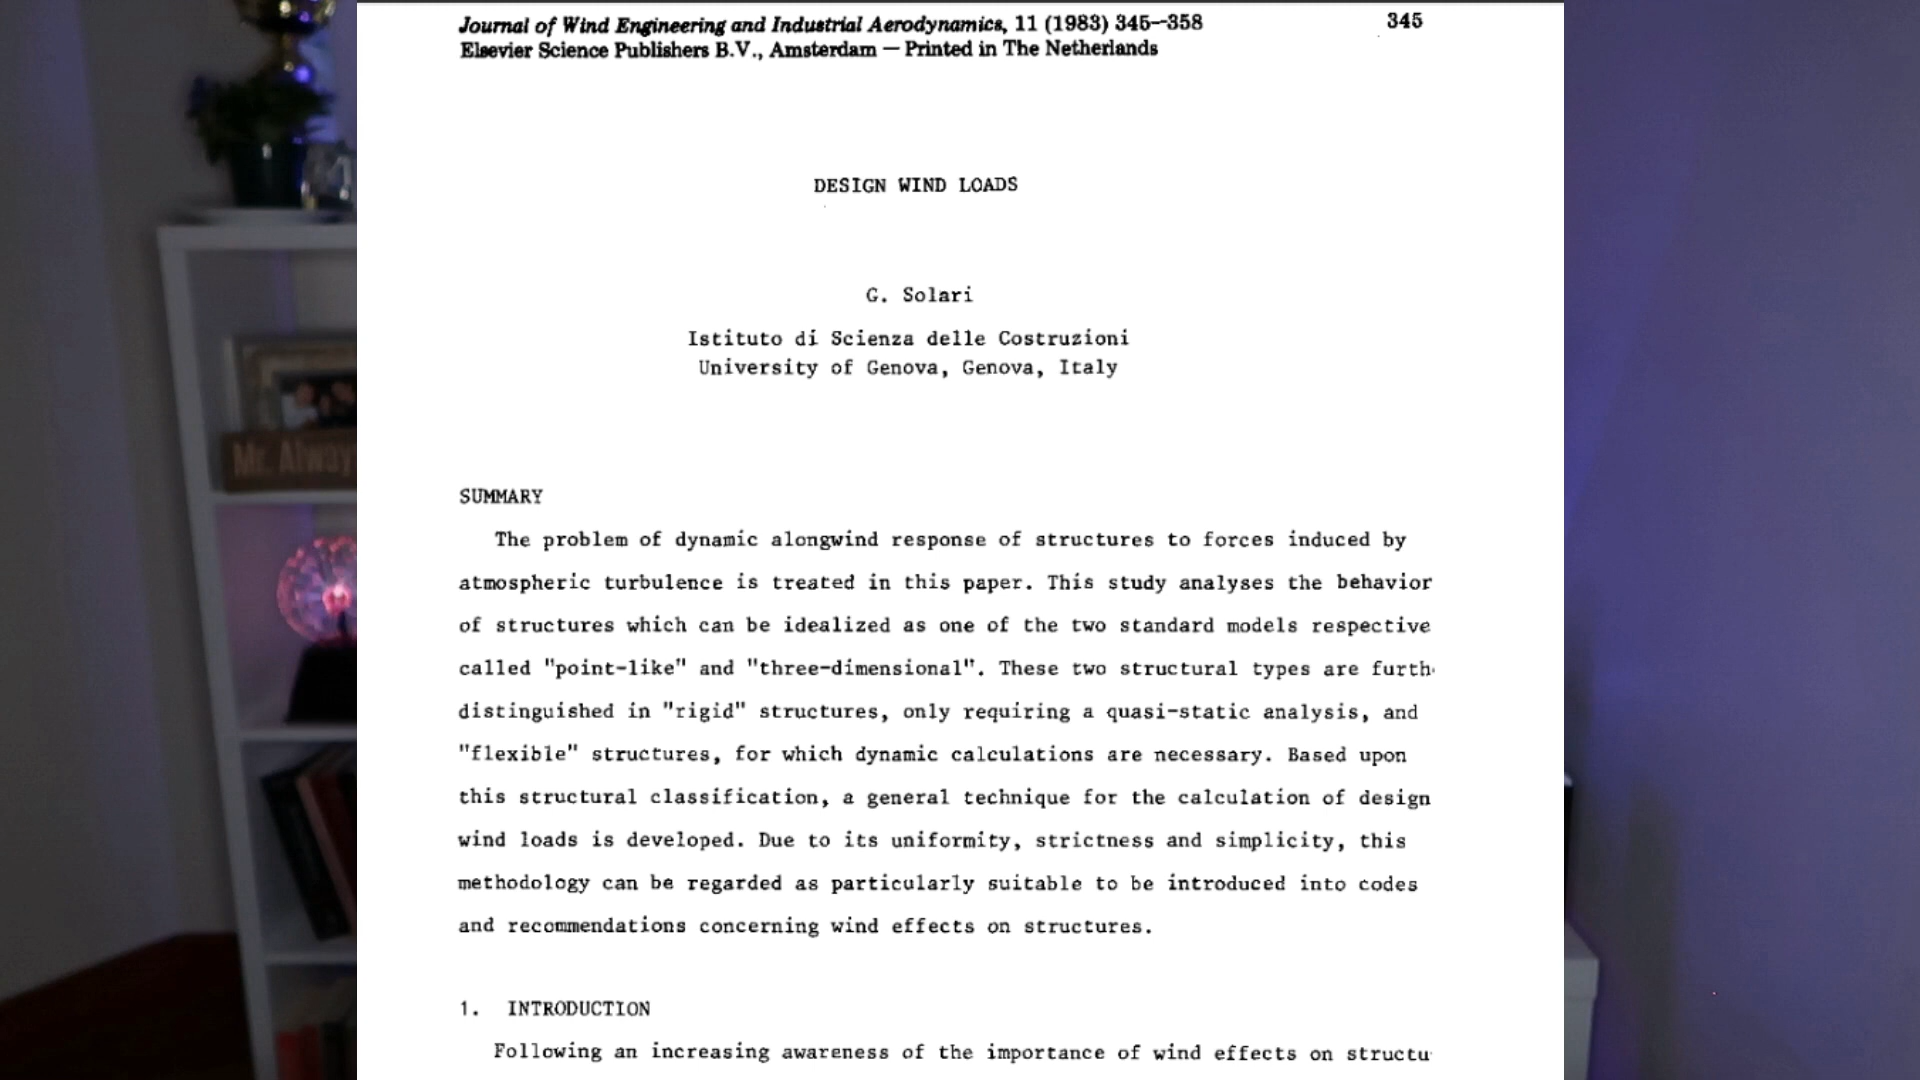 Journal of Wind Engineering and Industrial Aerodynamics, 11 (1983) 345—358 345
Elsevier Science Publishers B.V., Amsterdam — Printed in The Netherlands
DESIGN WIND LOADS
G. Solari
Istituto di Scienza delle Costruzioni
University of Genova, Genova, Italy
Mr. Alway
SUMMARY
The problem of dynamic alongwind response of structures to forces induced by
atmospheric turbulence is treated in this paper. This study analyses the behavior
of structures which can be idealized as one of the two standard models respective
called "point-like" and "three-dimensional". These two structural types are furth
distinguished in "rigid" structures, only requiring a quasi-static analysis, and
"flexible" structures, for which dynamic calculations are necessary. Based upon
this structural classification, a general technique for the calculation of design
wind loads is developed. Due to its uniformity, strictness and simplicity, this
methodology can be regarded as particularly suitable to be introduced into codes
and recommendations concerning wind effects on structures.
1. INTRODUCTION
Following an increasing awareness of the importance of wind effects on structu